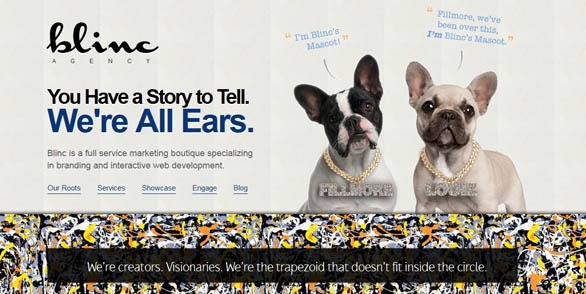 blinc
AGENCY
"I'm Blinc's
Mascot!"
"Fillmore, we've
been over this,
I'm Blinc's Mascot."
You Have a Story to Tell.
We're All Ears.
Blinc is a full service marketing boutique specializing
in branding and interactive web development.
Our Roots Services Showcase Engage Blog
FILLMORE LOUIE
We're creators. Visionaries. We're the trapezoid that doesn't fit inside the circle.